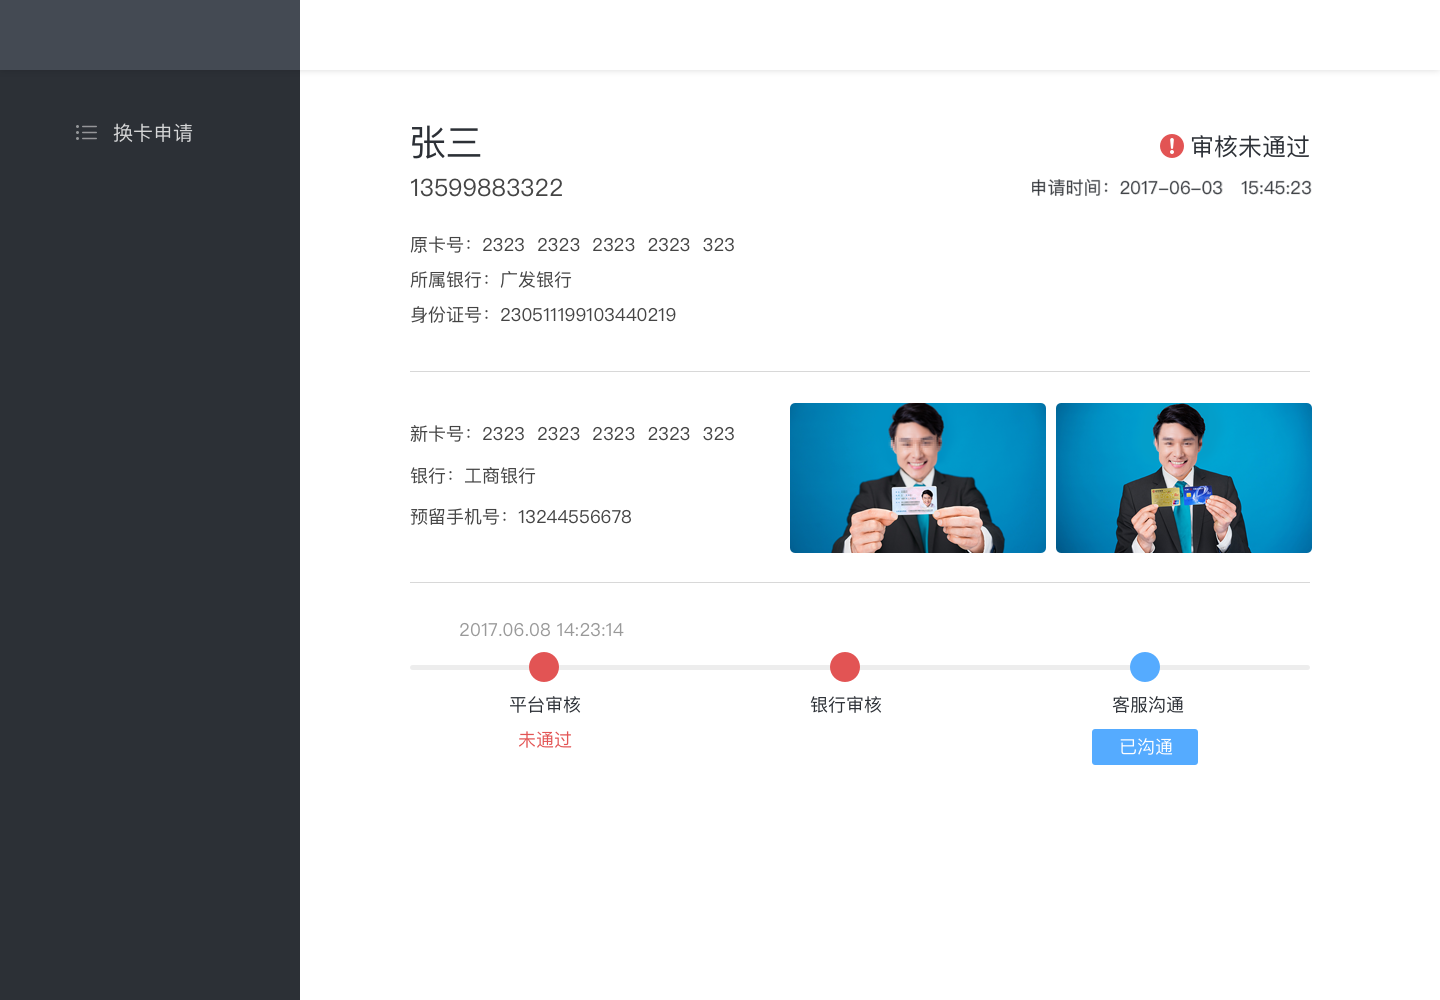 换卡申请
张三
审核未通过
13599883322
申请时间：2017-06-03 15:45:23
原卡号：2323 2323 2323 2323 323
所属银行：广发银行
身份证号：230511199103440219
新卡号：2323 2323 2323 2323 323
银行：工商银行
预留手机号：13244556678
2017.06.08 14:23:14
平台审核
银行审核
客服沟通
未通过
已沟通